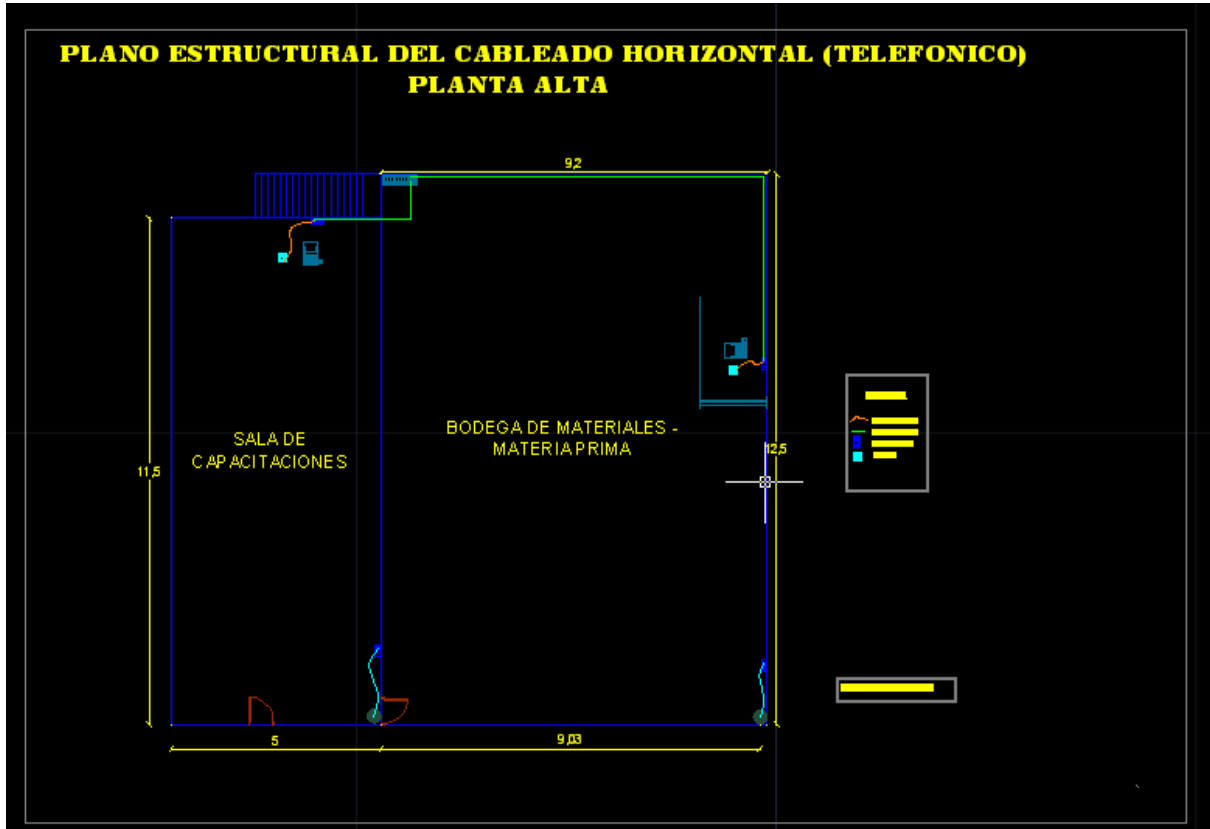 PLANO ESTRUCTURAL DEL CABLEADO HORIZONTAL (TELEFONICO)
PLANTA ALTA
9,2
BODEGA DE MATERIALES -
MATERIA PRIMA
SALA DE
CAPACITACIONES
12,5
11,5
5
9,03